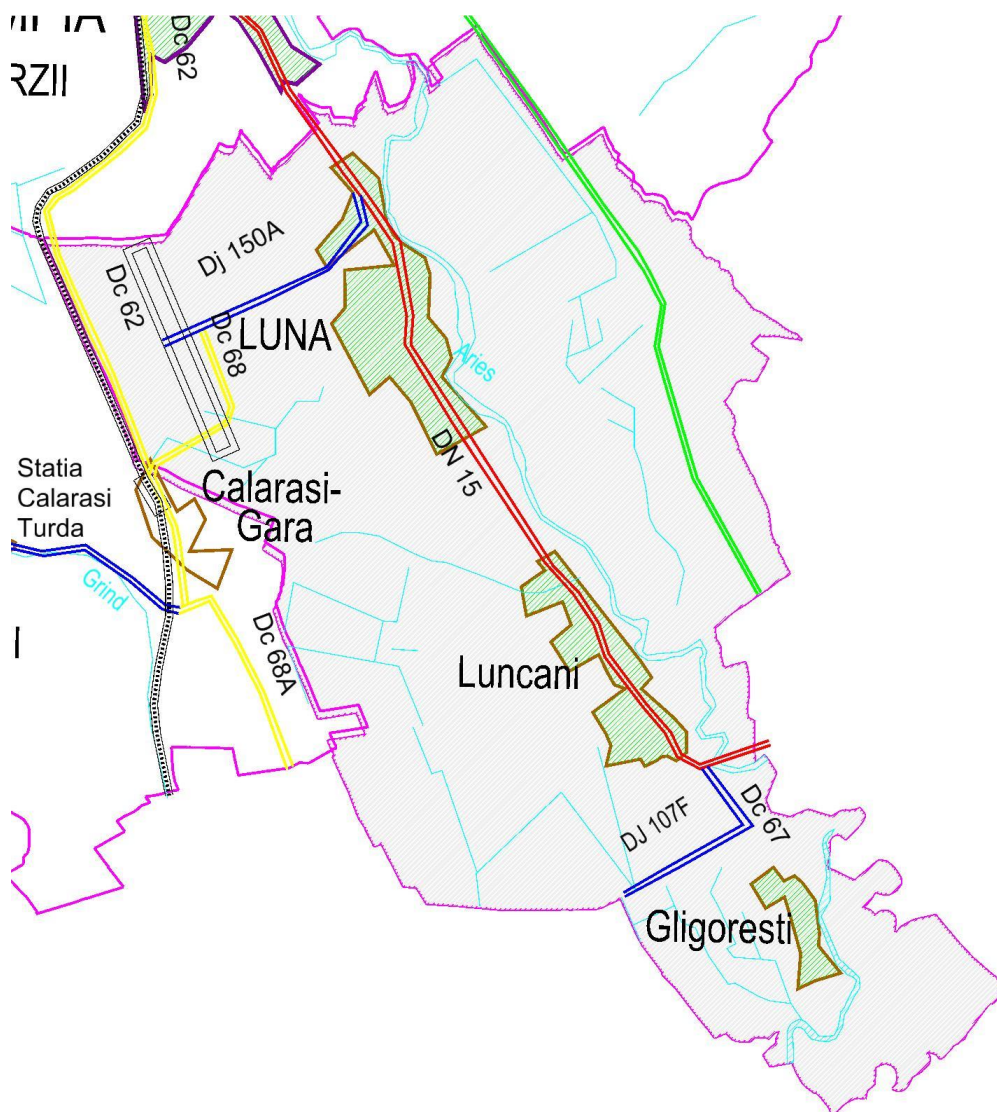 RZII
Dc 62
Dj 150A
Dc 62
LUNA
Dc 68
Aries
DN 15
Statia
Calarasi
Turda
Calarasi-
Gara
Grind
Dc 68A
Luncani
Dc 67
DJ 107F
Gligoresti